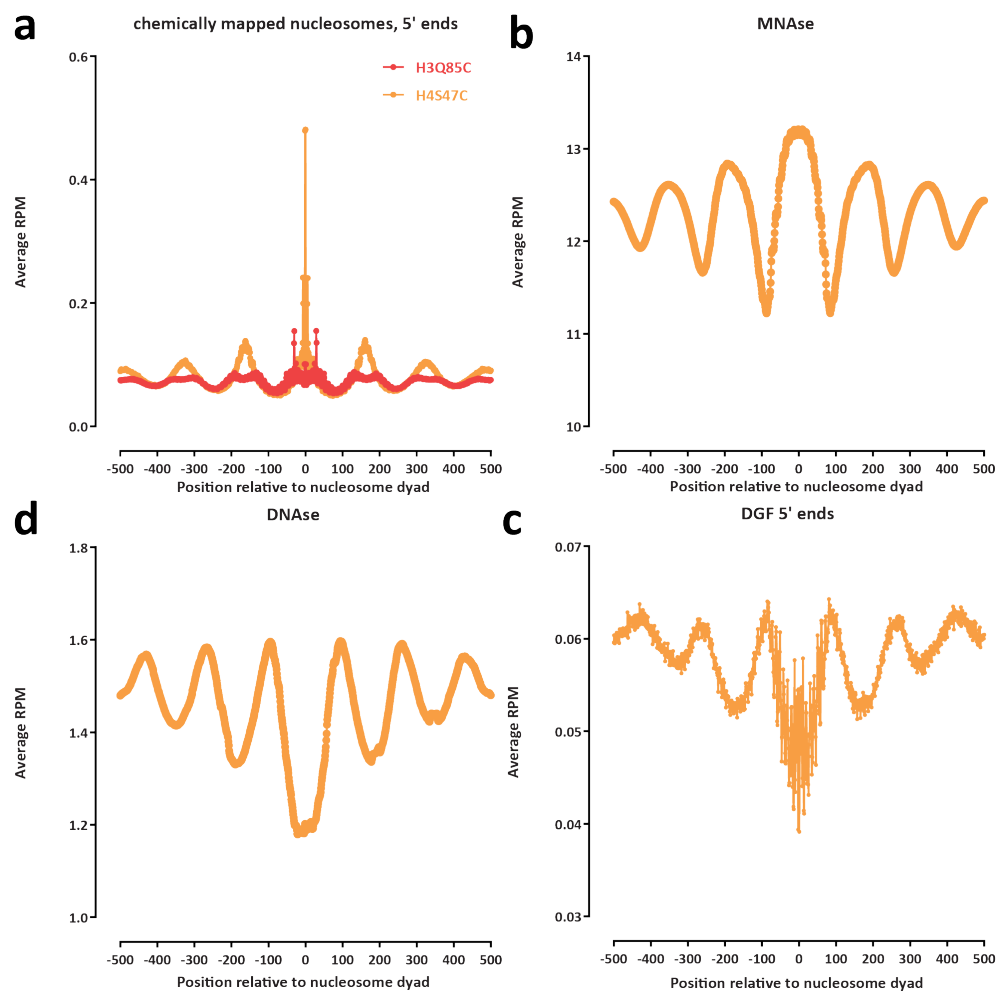 a
chemically mapped nucleosomes, 5' ends
H3Q85C
H4S47C
Average RPM
0.6
0.4
0.2
0.0
-500 -400 -300 -200 -100 0 100 200 300 400 500
Position relative to nucleosome dyad
b
MNAse
Average RPM
14
13
12
11
10
-500 -400 -300 -200 -100 0 100 200 300 400 500
Position relative to nucleosome dyad
d
DNAse
Average RPM
1.8
1.6
1.4
1.2
1.0
-500 -400 -300 -200 -100 0 100 200 300 400 500
Position relative to nucleosome dyad
c
DGF 5' ends
Average RPM
0.07
0.06
0.05
0.04
0.03
-500 -400 -300 -200 -100 0 100 200 300 400 500
Position relative to nucleosome dyad